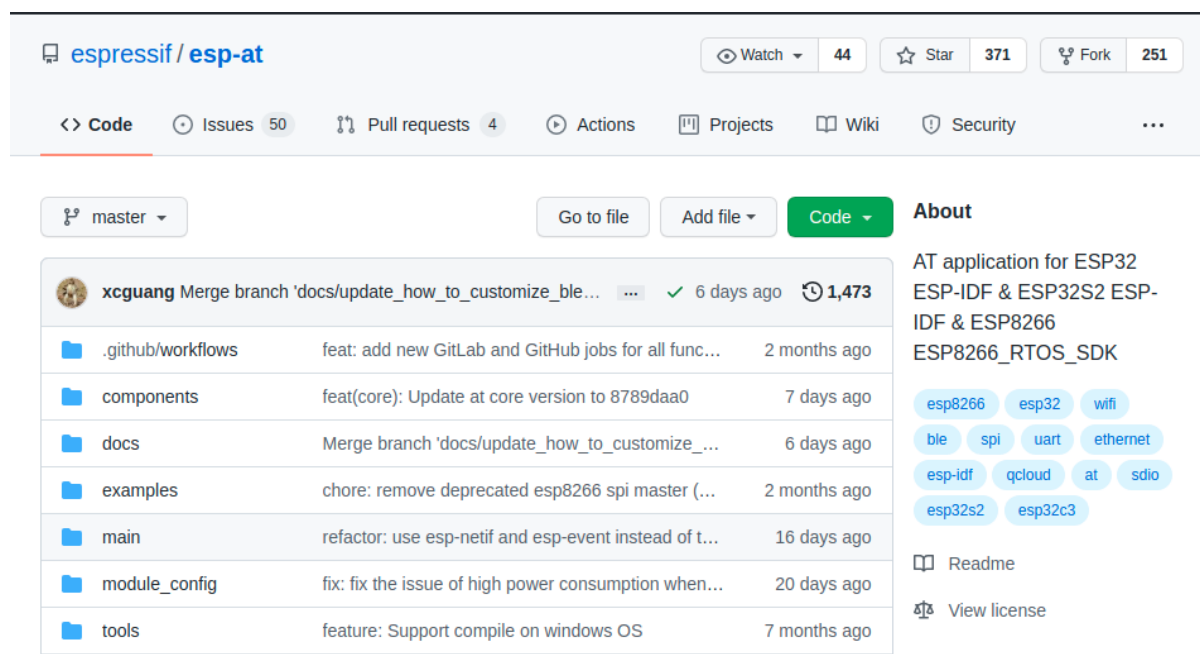 espressif / esp-at
Watch 44 Star 371 Fork 251
Code Issues 50 Pull requests 4 Actions Projects Wiki Security ...
master Go to file Add file Code
xcguang Merge branch 'docs/update_how_to_customize_ble… ... 6 days ago 1,473
.github/workflows feat: add new GitLab and GitHub jobs for all func… 2 months ago
components feat(core): Update at core version to 8789daa0 7 days ago
docs Merge branch 'docs/update_how_to_customize_… 6 days ago
examples chore: remove deprecated esp8266 spi master (… 2 months ago
main refactor: use esp-netif and esp-event instead of t… 16 days ago
module_config fix: fix the issue of high power consumption when… 20 days ago
tools feature: Support compile on windows OS 7 months ago
About
AT application for ESP32
ESP-IDF & ESP32S2 ESP-
IDF & ESP8266
ESP8266_RTOS_SDK
esp8266 esp32 wifi
ble spi uart ethernet
esp-idf qcloud at sdio
esp32s2 esp32c3
Readme
View license